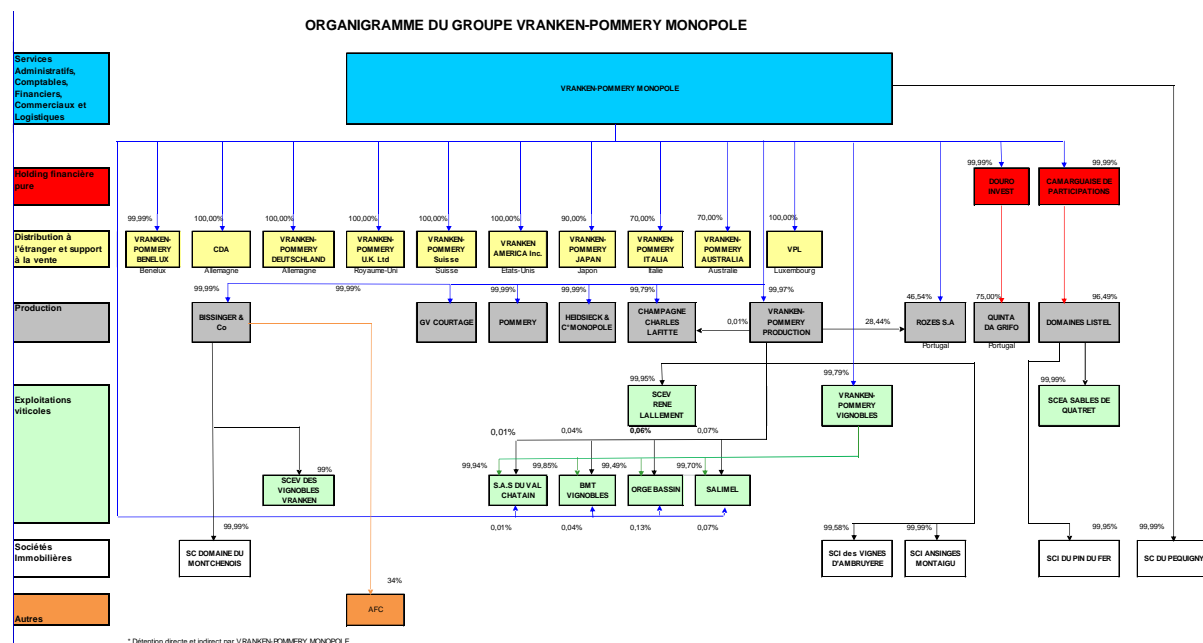 ORGANIGRAMME DU GROUPE VRANKEN-POMMERY MONOPOLE
Services
Administratifs,
Comptables,
Financiers,
Commerciaux et
Logistiques
VRANKEN-POMMERY MONOPOLE
Holding financière
pure
99,99%
DOURO
INVEST
99,99%
CAMARGUAISE DE
PARTICIPATIONS
Distribution à
l'étranger et support
à la vente
99,99%
VRANKEN-
POMMERY
BENELUX
Benelux
100,00%
CDA
Allemagne
100,00%
VRANKEN-
POMMERY
DEUTSCHLAND
Allemagne
100,00%
VRANKEN-
POMMERY
U.K. Ltd
Royaume-Uni
100,00%
VRANKEN-
POMMERY
Suisse
Suisse
100,00%
VRANKEN
AMERICA Inc.
Etats-Unis
90,00%
VRANKEN-
POMMERY
JAPAN
Japon
70,00%
VRANKEN-
POMMERY
ITALIA
Italie
70,00%
VRANKEN-
POMMERY
AUSTRALIA
Australie
100,00%
VPL
Luxembourg
Production
99,99%
BISSINGER &
Co
99,99%
GV COURTAGE
99,99%
POMMERY
99,99%
HEIDSIECK &
C°MONOPOLE
99,79%
CHAMPAGNE
CHARLES
LAFITTE
0,01%
99,97%
VRANKEN-
POMMERY
PRODUCTION
28,44%
46,54%
ROZES S.A
Portugal
75,00%
QUINTA
DA GRIFO
Portugal
96,49%
DOMAINES LISTEL
Exploitations
viticoles
99,95%
SCEV
RENE
LALLEMENT
99,79%
VRANKEN-
POMMERY
VIGNOBLES
99,99%
SCEA SABLES DE
QUATRET
0,01%
0,04%
0,06%
0,07%
99%
SCEV DES
VIGNOBLES
VRANKEN
99,94%
S.A.S DU VAL
CHATAIN
99,85%
BMT
VIGNOBLES
99,49%
ORGE BASSIN
99,70%
SALIMEL
0,01%
0,04%
0,13%
0,07%
Sociétés
Immobilières
99,99%
SC DOMAINE DU
MONTCHENOIS
99,58%
SCI des VIGNES
D'AMBRUYERE
99,99%
SCI ANSINGES
MONTAIGU
99,95%
SCI DU PIN DU FER
99,99%
SC DU PEQUIGNY
Autres
34%
AFC
* Détention directe et indirect par VRANKEN-POMMERY MONOPOLE